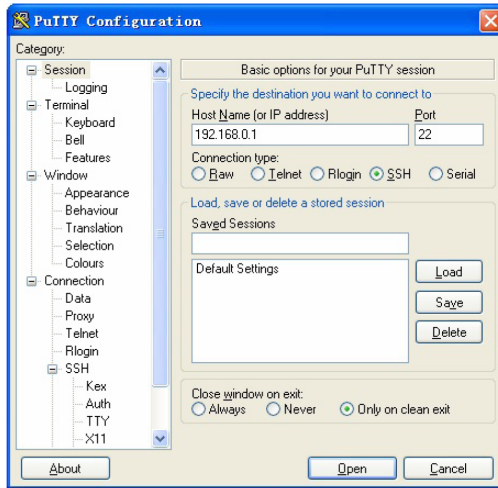 PuTTY Configuration
Category:
Session
Logging
Terminal
Keyboard
Bell
Features
Window
Appearance
Behaviour
Translation
Selection
Colours
Connection
Data
Proxy
Telnet
Rlogin
SSH
Kex
Auth
TTY
X11
Basic options for your PuTTY session
Specify the destination you want to connect to
Host Name (or IP address) Port
192.168.0.1 22
Connection type:
Raw Telnet Rlogin SSH Serial
Load, save or delete a stored session
Saved Sessions
Default Settings
Load
Save
Delete
Close window on exit:
Always Never Only on clean exit
About Open Cancel